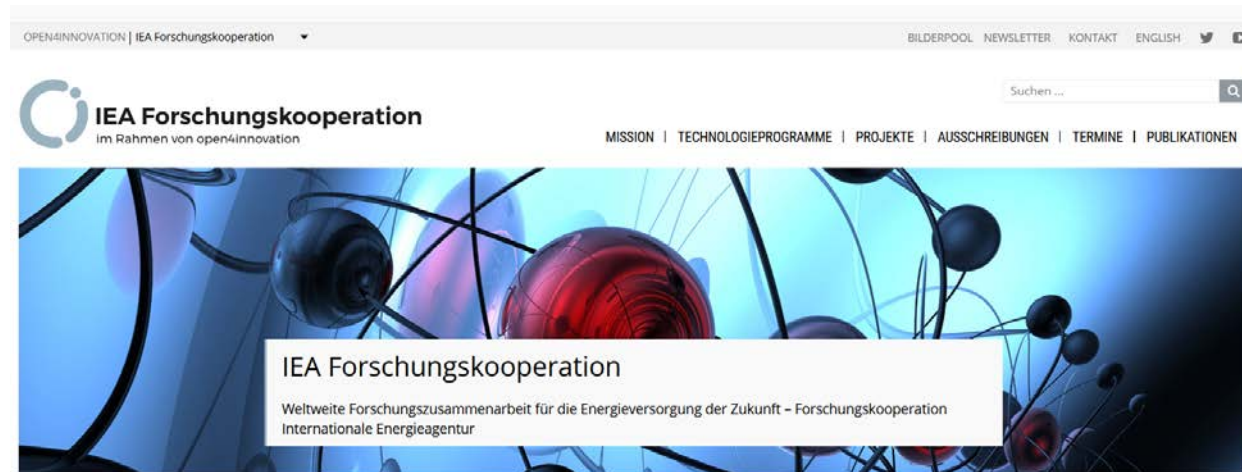 OPEN4INNOVATION | IEA Forschungskooperation
BILDERPOOL NEWSLETTER KONTAKT ENGLISH
Suchen ...
IEA Forschungskooperation
im Rahmen von open4innovation
MISSION | TECHNOLOGIEPROGRAMME | PROJEKTE | AUSSCHREIBUNGEN | TERMINE | PUBLIKATIONEN
IEA Forschungskooperation
Weltweite Forschungszusammenarbeit für die Energieversorgung der Zukunft – Forschungskooperation
Internationale Energieagentur